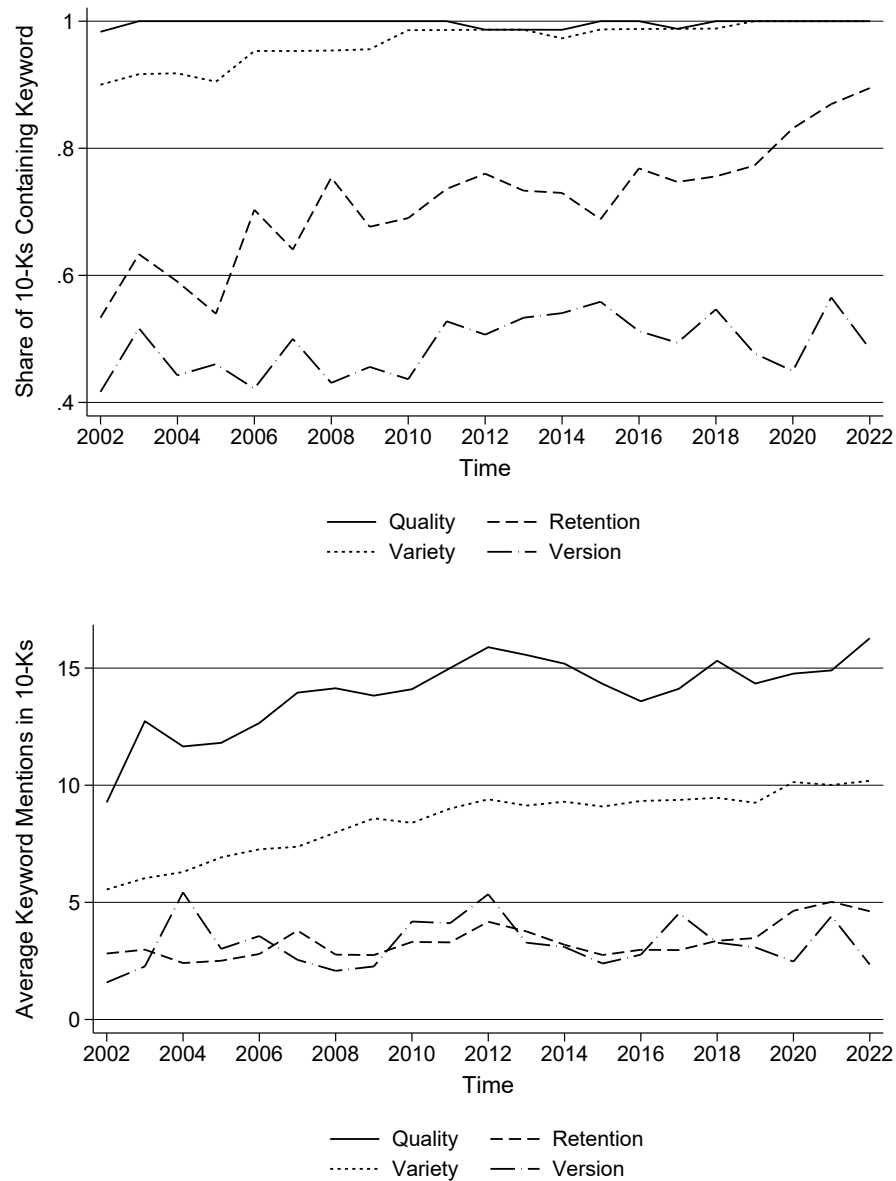 Share of 10-Ks Containing Keyword
1
.8
.6
.4
2002 2004 2006 2008 2010 2012 2014 2016 2018 2020 2022
Time
Quality Retention
Variety Version
Average Keyword Mentions in 10-Ks
15
10
5
0
2002 2004 2006 2008 2010 2012 2014 2016 2018 2020 2022
Time
Quality Retention
Variety Version